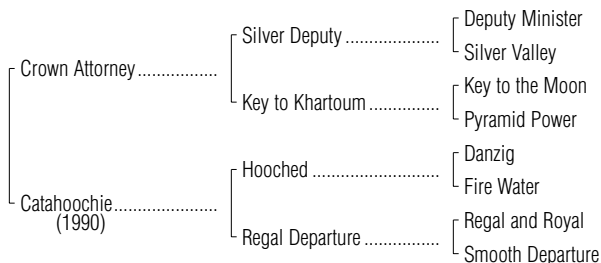 Deputy Minister
Silver Deputy ....................
Silver Valley
Crown Attorney.................
Key to the Moon
Key to Khartoum ...............
Pyramid Power
Danzig
Hooched ...........................
Fire Water
Catahoochie......................
(1990)
Regal and Royal
Regal Departure ................
Smooth Departure